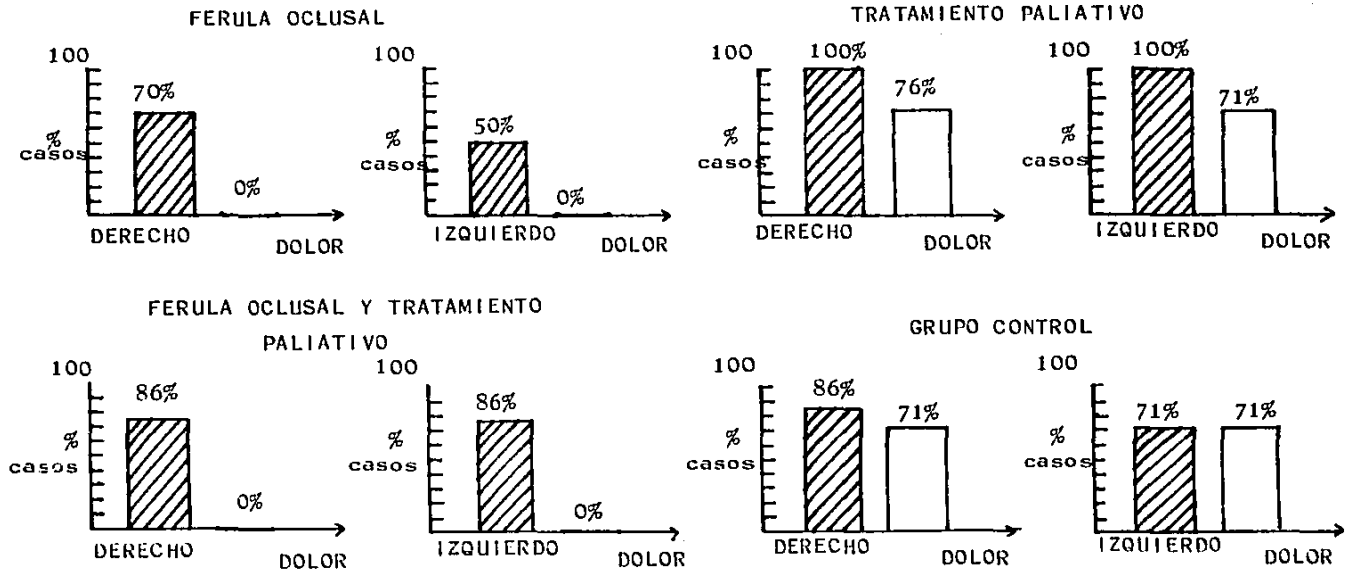 FERULA OCLUSAL
100
70%
%
casos
0%
DERECHO
DOLOR
100
50%
%
casos
0%
IZQUIERDO
DOLOR
TRATAMIENTO PALIATIVO
100
100%
76%
%
casos
DERECHO
DOLOR
100
100%
71%
%
casos
IZQUIERDO
DOLOR
FERULA OCLUSAL Y TRATAMIENTO
PALIATIVO
100
86%
%
casos
0%
DERECHO
DOLOR
100
86%
%
casos
0%
IZQUIERDO
DOLOR
GRUPO CONTROL
100
86%
71%
%
casos
DERECHO
DOLOR
100
71%
71%
%
casos
IZQUIERDO
DOLOR